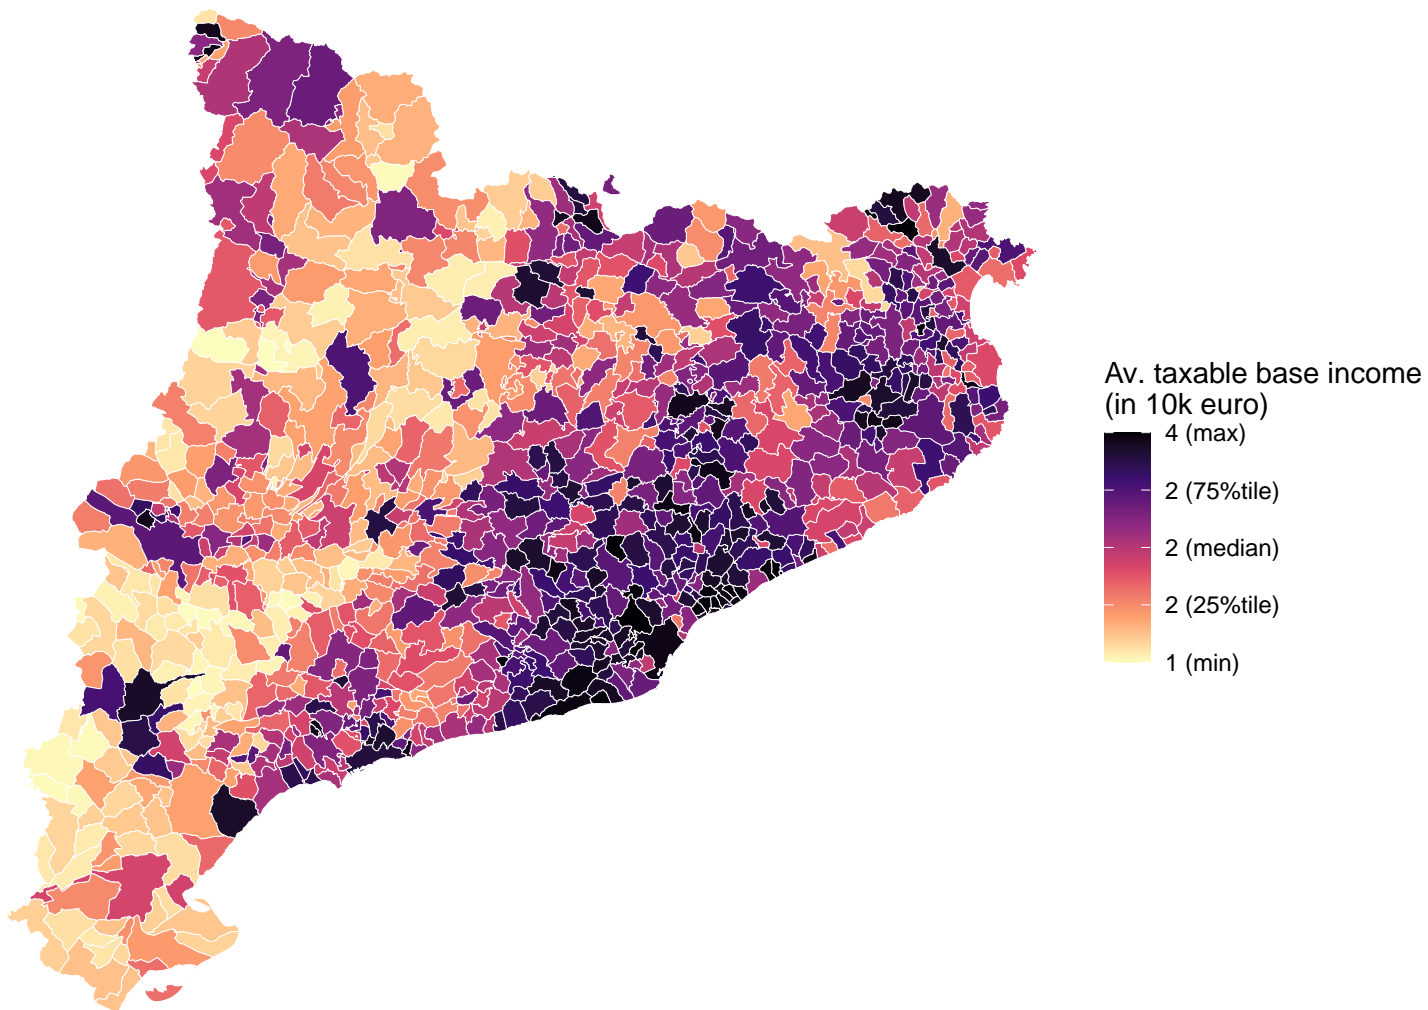 Av. taxable base income
(in 10k euro)
4 (max)
2 (75%tile)
2 (median)
2 (25%tile)
1 (min)